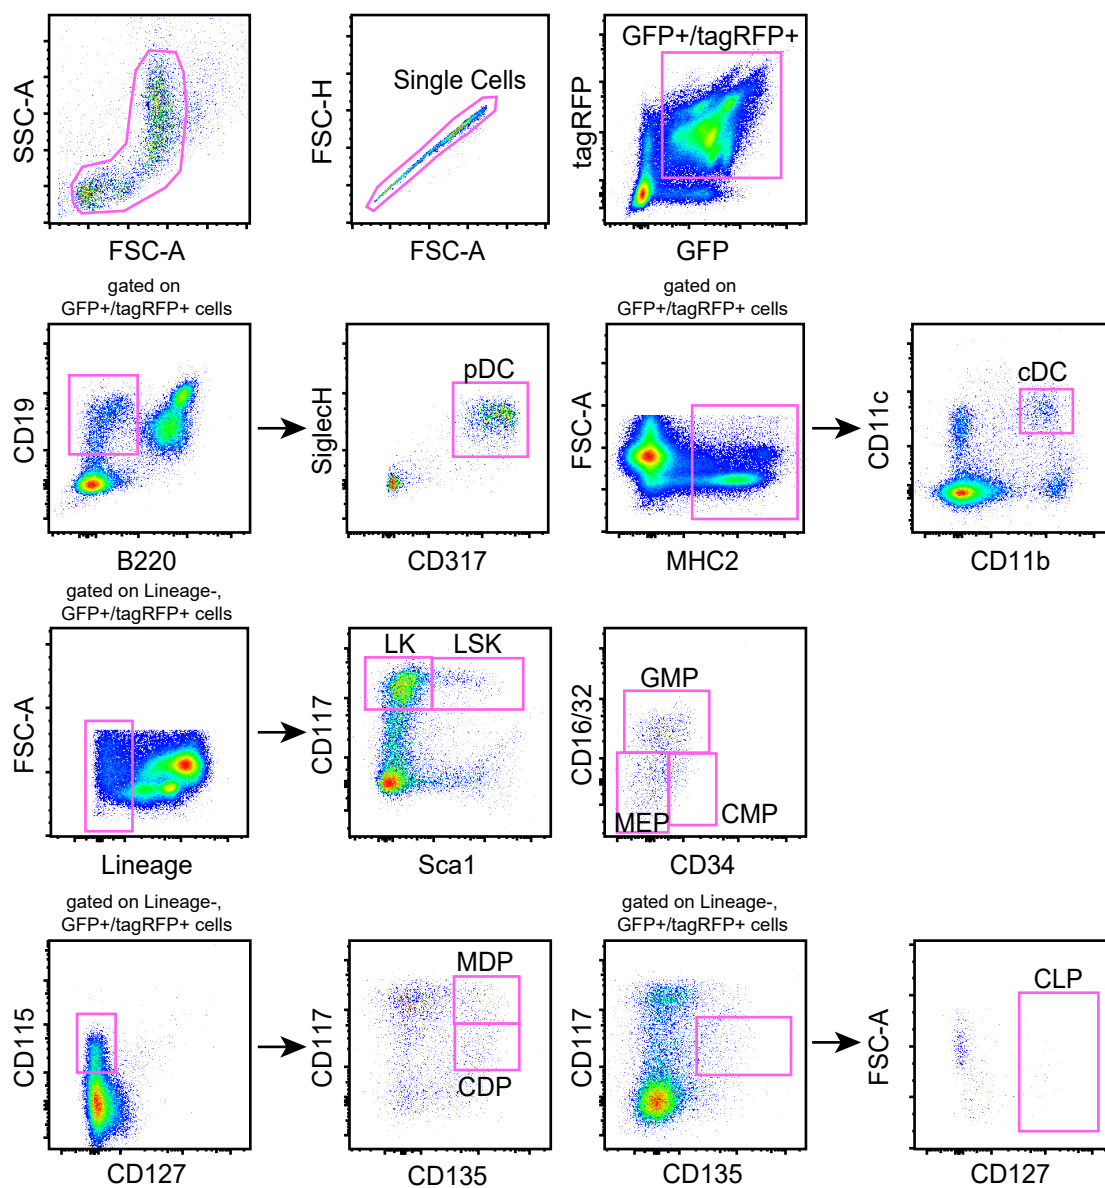 SSC-A
FSC-A
FSC-H
Single Cells
FSC-A
tagRFP
GFP+/tagRFP+
GFP
gated on
GFP+/tagRFP+ cells
CD19
B220
SiglecH
pDC
CD317
gated on
GFP+/tagRFP+ cells
FSC-A
MHC2
CD11c
cDC
CD11b
gated on Lineage-,
GFP+/tagRFP+ cells
FSC-A
Lineage
CD117
LK
LSK
Sca1
CD16/32
GMP
MEP
CMP
CD34
gated on Lineage-,
GFP+/tagRFP+ cells
CD115
CD127
CD117
MDP
CDP
CD135
gated on Lineage-,
GFP+/tagRFP+ cells
CD117
CD135
FSC-A
CLP
CD127